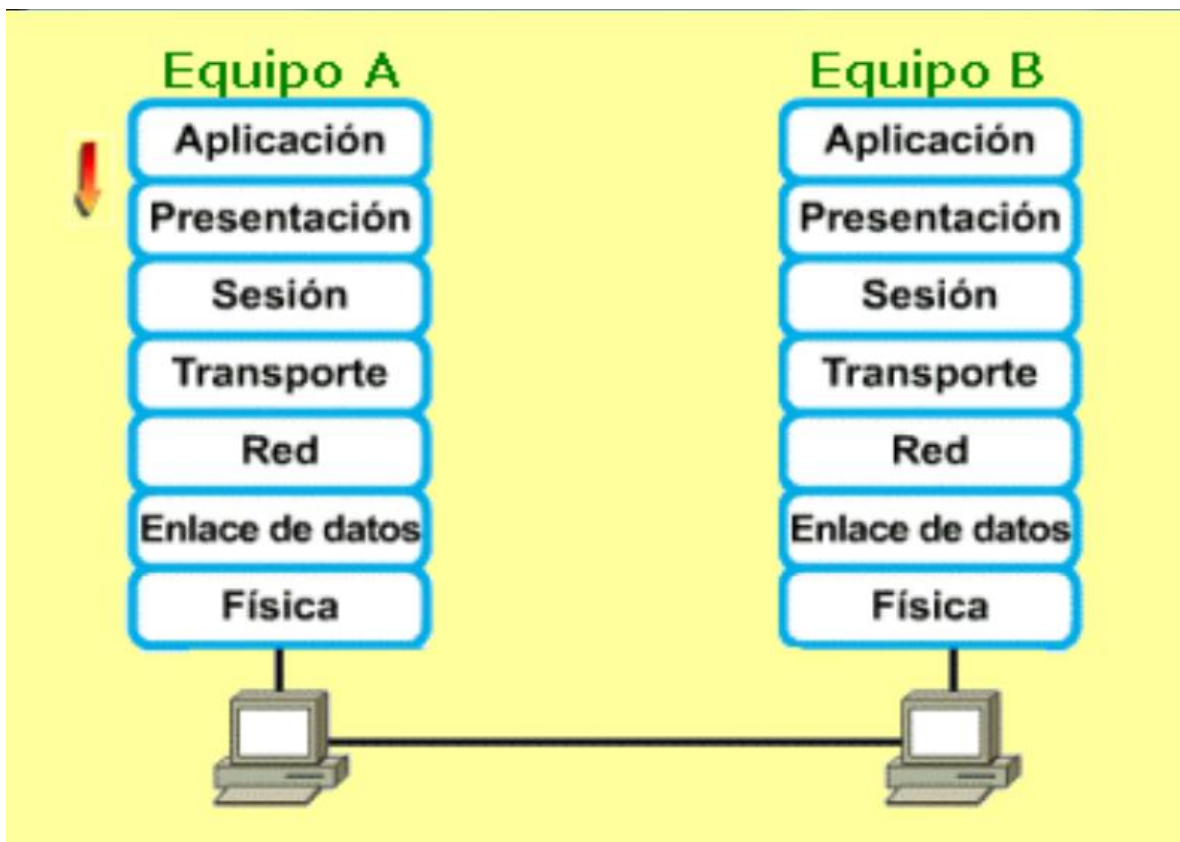 Equipo A
Aplicación
Presentación
Sesión
Transporte
Red
Enlace de datos
Física
Equipo B
Aplicación
Presentación
Sesión
Transporte
Red
Enlace de datos
Física